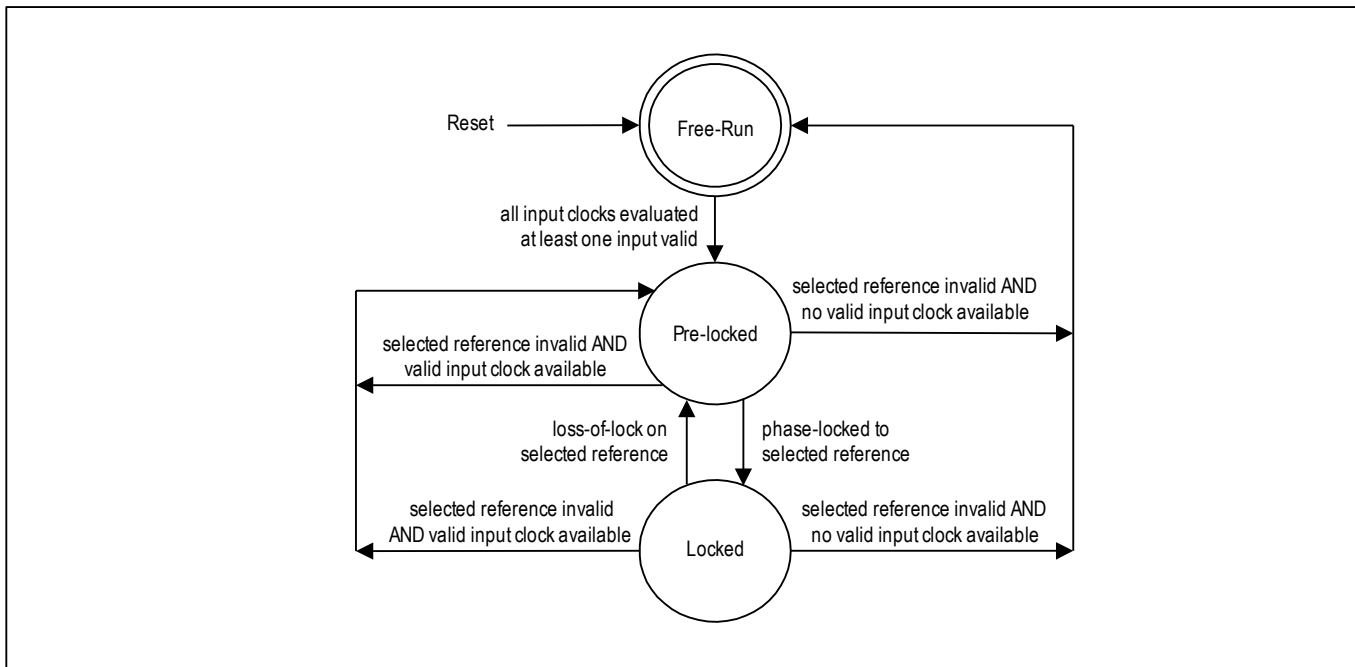 Reset
Free-Run
all input clocks evaluated
at least one input valid
selected reference invalid AND
no valid input clock available
Pre-locked
selected reference invalid AND
valid input clock available
loss-of-lock on
selected reference
phase-locked to
selected reference
selected reference invalid
AND valid input clock available
selected reference invalid AND
no valid input clock available
Locked